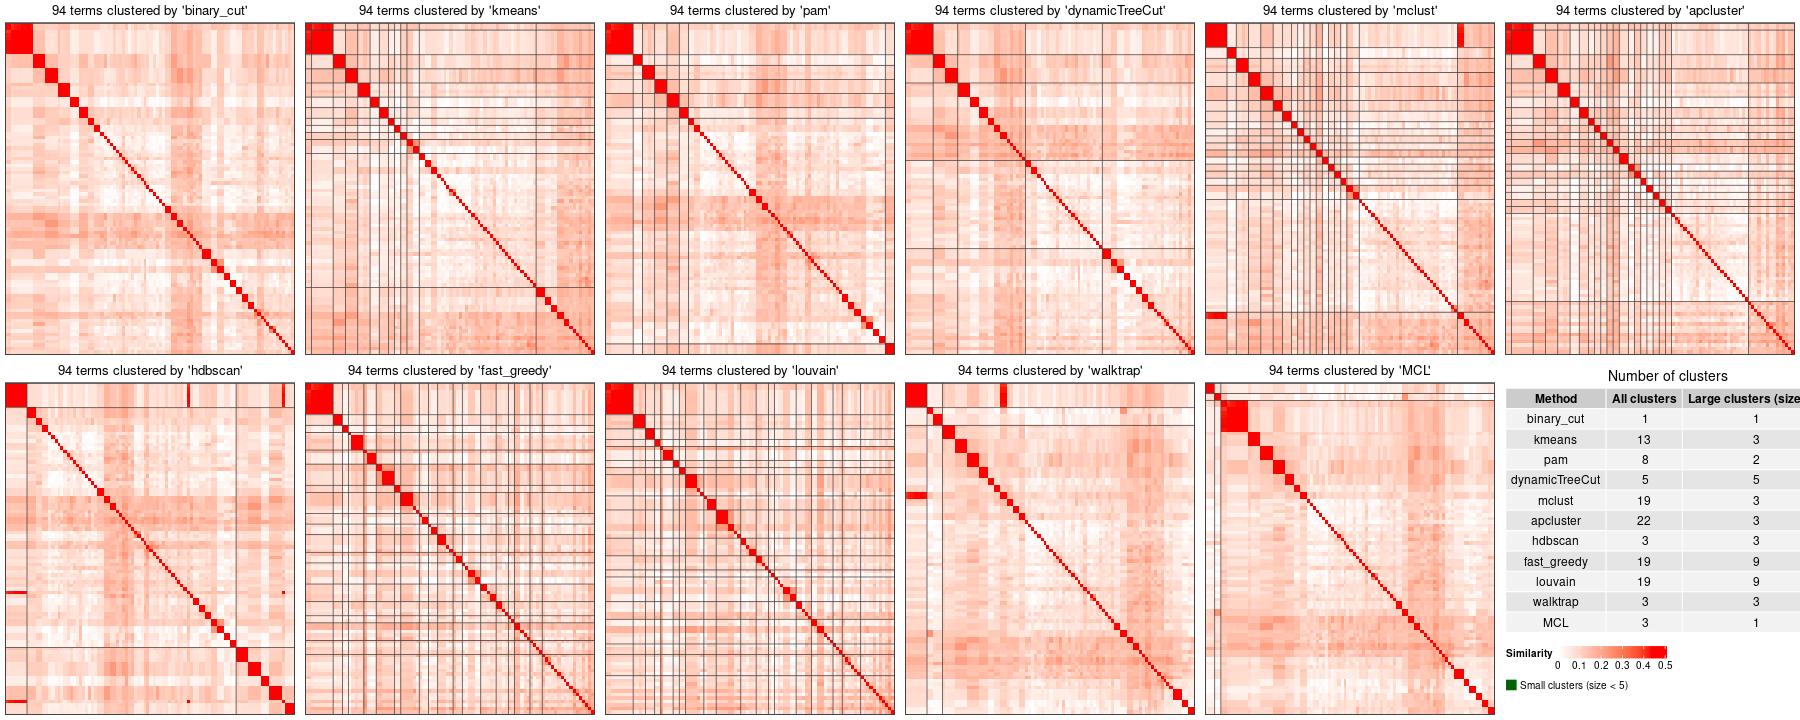 94 terms clustered by 'binary_cut'
94 terms clustered by 'kmeans'
94 terms clustered by 'pam'
94 terms clustered by 'dynamicTreeCut'
94 terms clustered by 'mclust'
94 terms clustered by 'apcluster'
94 terms clustered by 'hdbscan'
94 terms clustered by 'fast_greedy'
94 terms clustered by 'louvain'
94 terms clustered by 'walktrap'
94 terms clustered by 'MCL'
Number of clusters
Method All clusters Large clusters (size
binary_cut 1 1
kmeans 13 3
pam 8 2
dynamicTreeCut 5 5
mclust 19 3
apcluster 22 3
hdbscan 3 3
fast_greedy 19 9
louvain 19 9
walktrap 3 3
MCL 3 1
Similarity
0 0.1 0.2 0.3 0.4 0.5
Small clusters (size < 5)